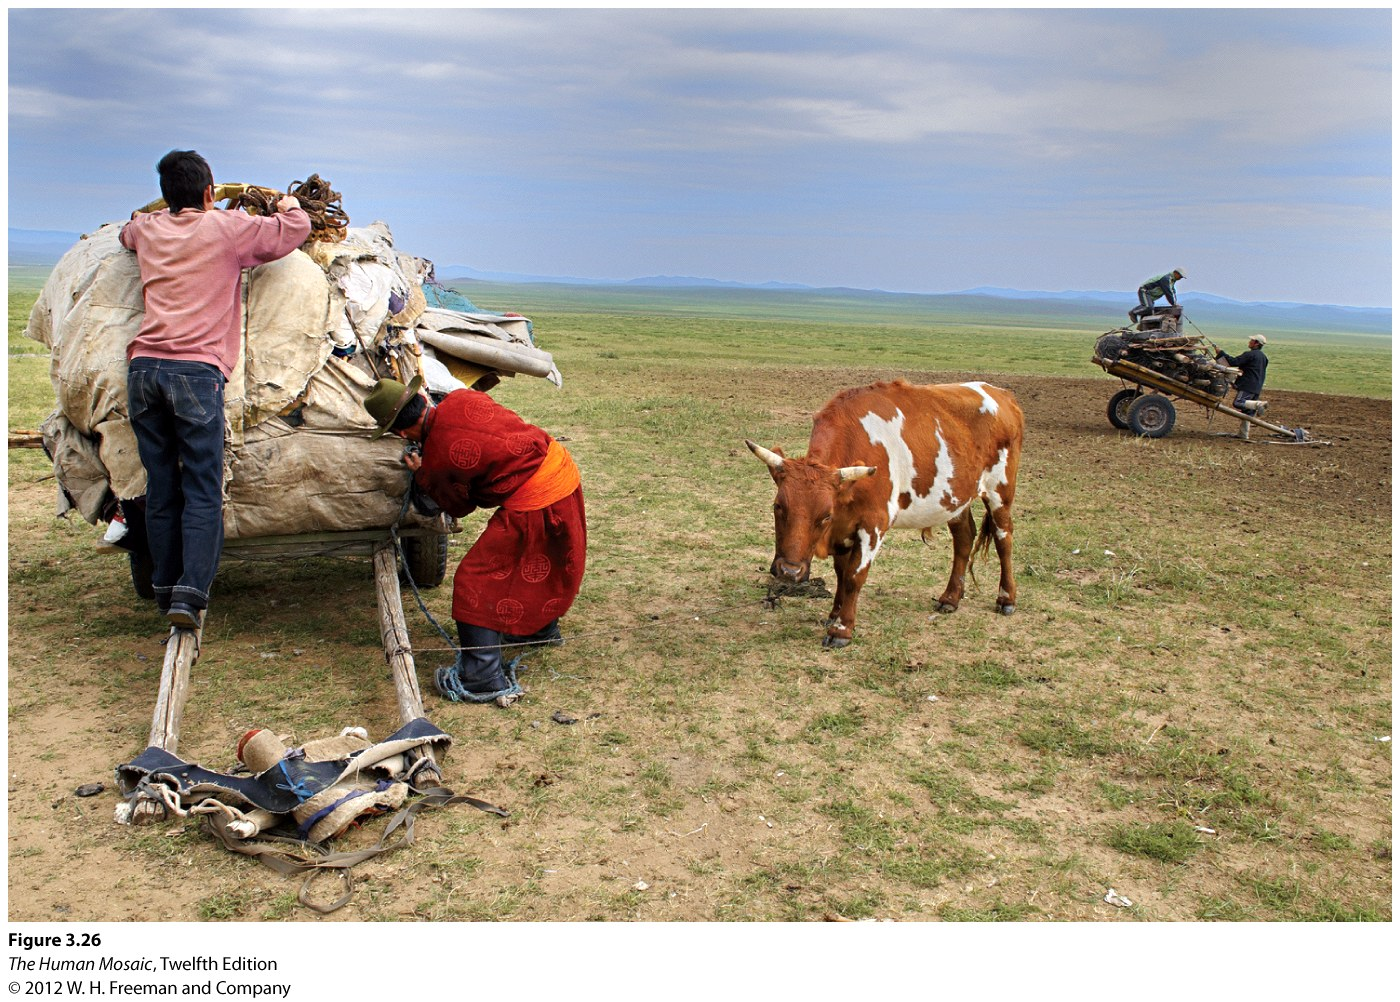 Figure 3.26
The Human Mosaic, Twelfth Edition
© 2012 W. H. Freeman and Company